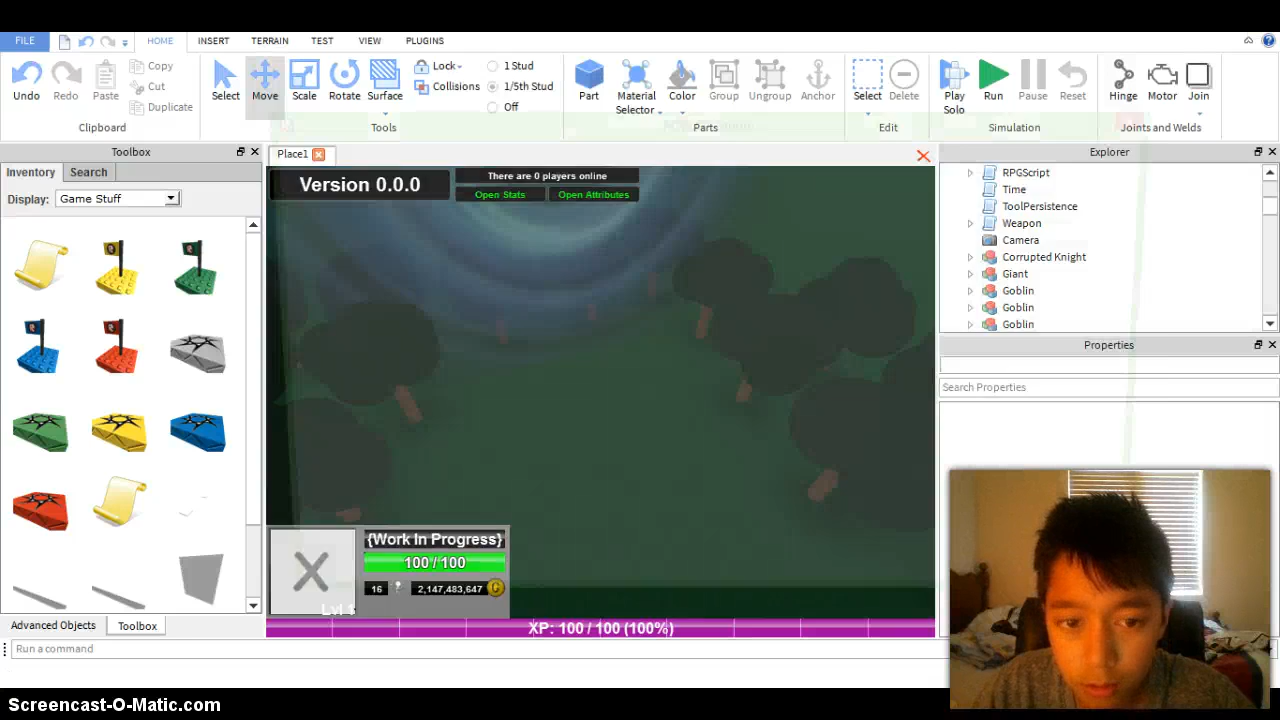 FILE HOME INSERT TERRAIN TEST VIEW PLUGINS
Undo Redo Paste Copy Cut Duplicate
Clipboard
Select Move Scale Rotate Surface Lock Collisions 1 Stud 1/5th Stud Off
Tools
Part Material Selector Color Group Ungroup Anchor
Parts
Select Delete
Edit
Play Solo Run Pause Reset
Simulation
Hinge Motor Join
Joints and Welds
Toolbox
Inventory Search
Display: Game Stuff
Advanced Objects Toolbox
Place1
Version 0.0.0
There are 0 players online
Open Stats Open Attributes
{Work In Progress}
100 / 100
16 2,147,483,647 C
XP: 100 / 100 (100%)
Explorer
RPGScript
Time
ToolPersistence
Weapon
Camera
Corrupted Knight
Giant
Goblin
Goblin
Goblin
Properties
Search Properties
Run a command
Screencast-O-Matic.com